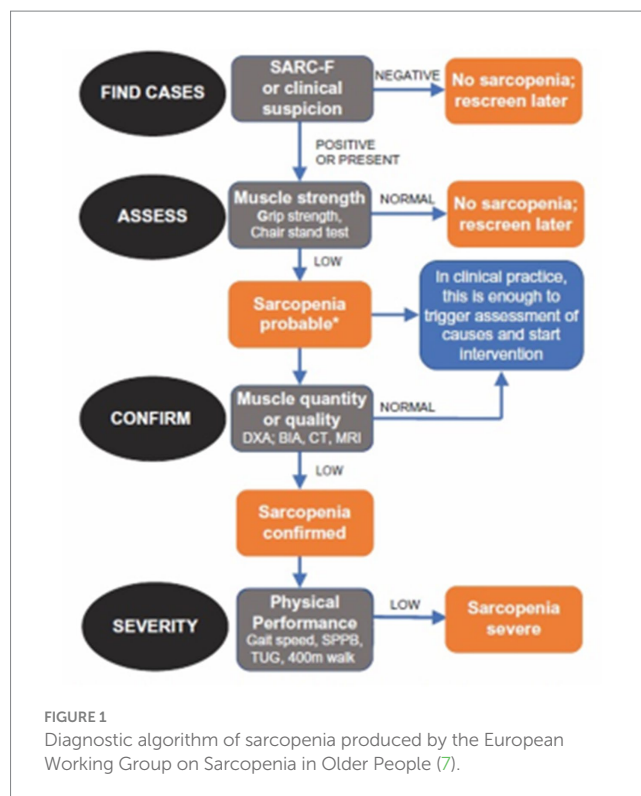 FIND CASES
SARC-F
or clinical
suspicion
NEGATIVE
No sarcopenia;
rescreen later
POSITIVE
OR PRESENT
ASSESS
Muscle strength
Grip strength,
Chair stand test
NORMAL
No sarcopenia;
rescreen later
LOW
Sarcopenia
probable*
In clinical practice,
this is enough to
trigger assessment of
causes and start
intervention
CONFIRM
Muscle quantity
or quality
DXA; BIA, CT, MRI
NORMAL
LOW
Sarcopenia
confirmed
SEVERITY
Physical
Performance
Gait speed, SPPB,
TUG, 400m walk
LOW
Sarcopenia
severe
FIGURE 1
Diagnostic algorithm of sarcopenia produced by the European
Working Group on Sarcopenia in Older People (7).